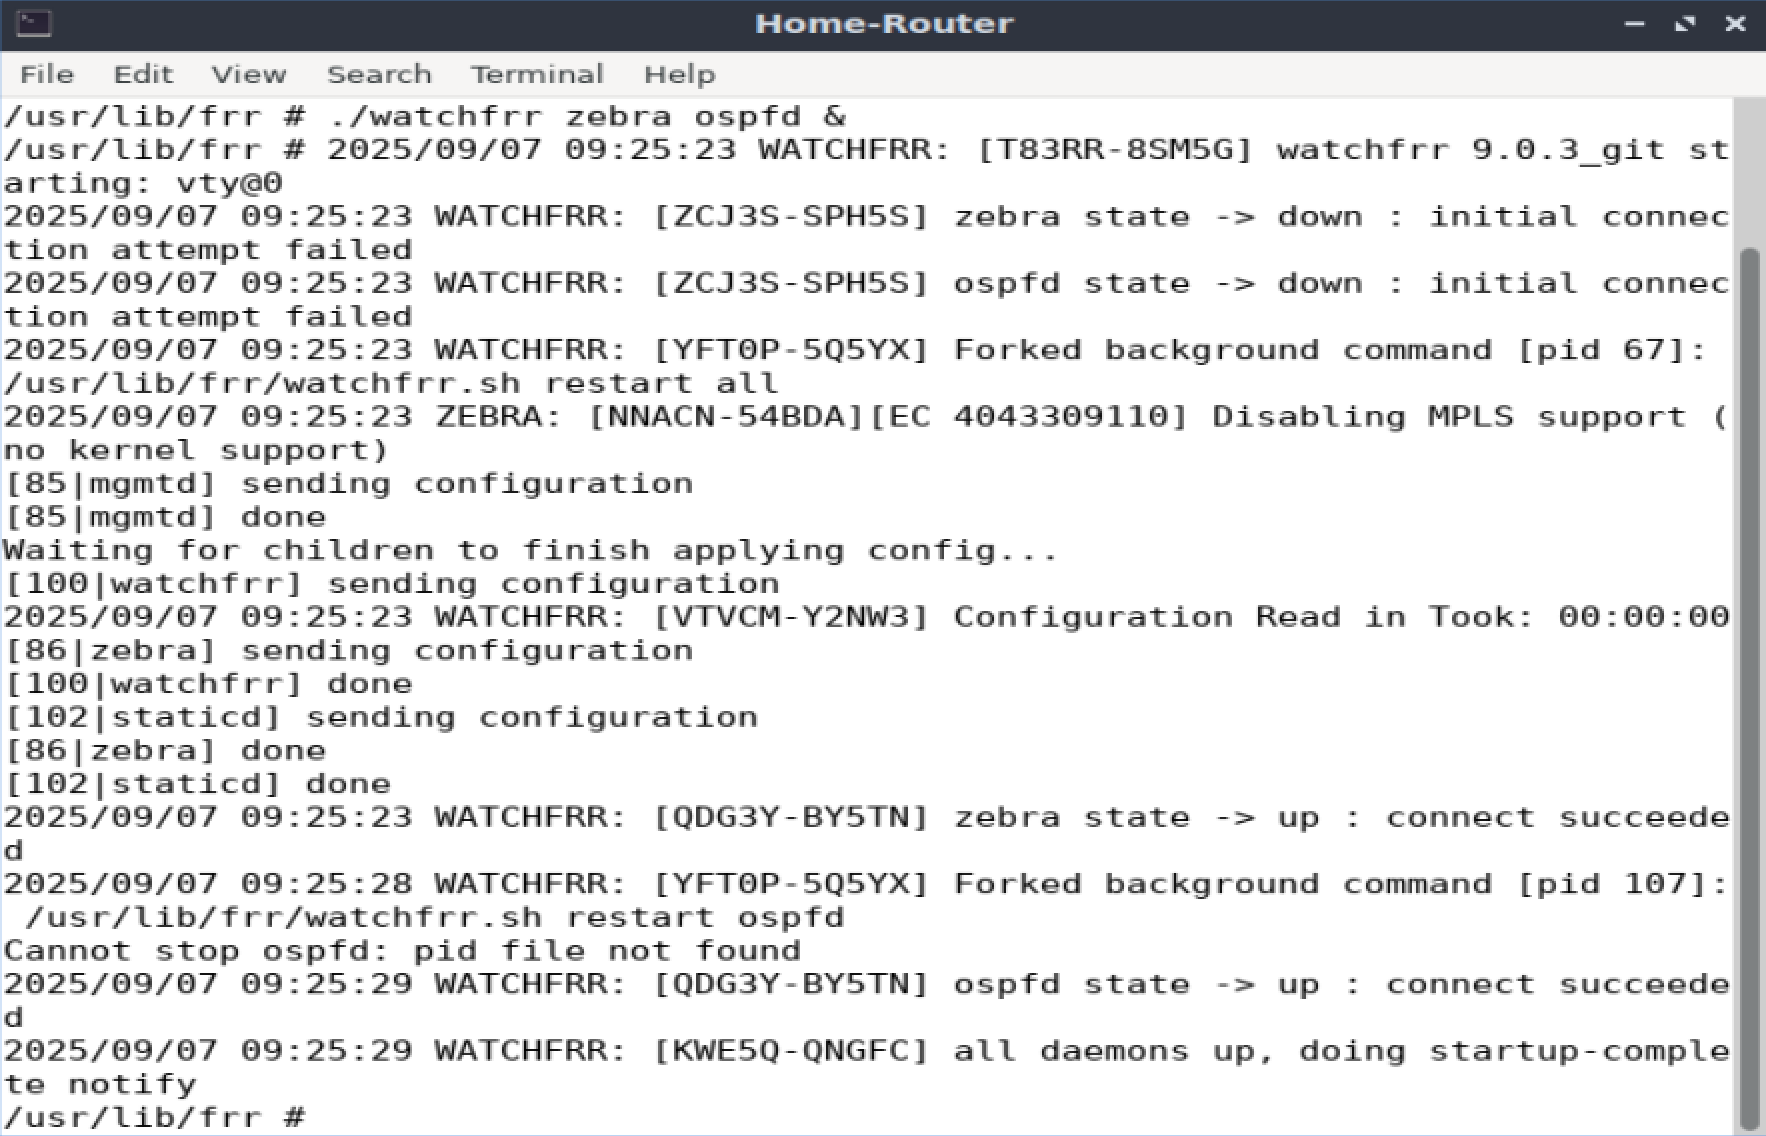 Home-Router
File Edit View Search Terminal Help
/usr/lib/frr # ./watchfrr zebra ospfd &
/usr/lib/frr # 2025/09/07 09:25:23 WATCHFRR: [T83RR-8SM5G] watchfrr 9.0.3_git st
arting: vty@0
2025/09/07 09:25:23 WATCHFRR: [ZCJ3S-SPH5S] zebra state -> down : initial connec
tion attempt failed
2025/09/07 09:25:23 WATCHFRR: [ZCJ3S-SPH5S] ospfd state -> down : initial connec
tion attempt failed
2025/09/07 09:25:23 WATCHFRR: [YFT0P-5Q5YX] Forked background command [pid 67]:
/usr/lib/frr/watchfrr.sh restart all
2025/09/07 09:25:23 ZEBRA: [NNACN-54BDA][EC 4043309110] Disabling MPLS support (
no kernel support)
[85|mgmtd] sending configuration
[85|mgmtd] done
Waiting for children to finish applying config...
[100|watchfrr] sending configuration
2025/09/07 09:25:23 WATCHFRR: [VTVCM-Y2NW3] Configuration Read in Took: 00:00:00
[86|zebra] sending configuration
[100|watchfrr] done
[102|staticd] sending configuration
[86|zebra] done
[102|staticd] done
2025/09/07 09:25:23 WATCHFRR: [QDG3Y-BY5TN] zebra state -> up : connect succeede
d
2025/09/07 09:25:28 WATCHFRR: [YFT0P-5Q5YX] Forked background command [pid 107]:
 /usr/lib/frr/watchfrr.sh restart ospfd
Cannot stop ospfd: pid file not found
2025/09/07 09:25:29 WATCHFRR: [QDG3Y-BY5TN] ospfd state -> up : connect succeede
d
2025/09/07 09:25:29 WATCHFRR: [KWE5Q-QNGFC] all daemons up, doing startup-comple
te notify
/usr/lib/frr #